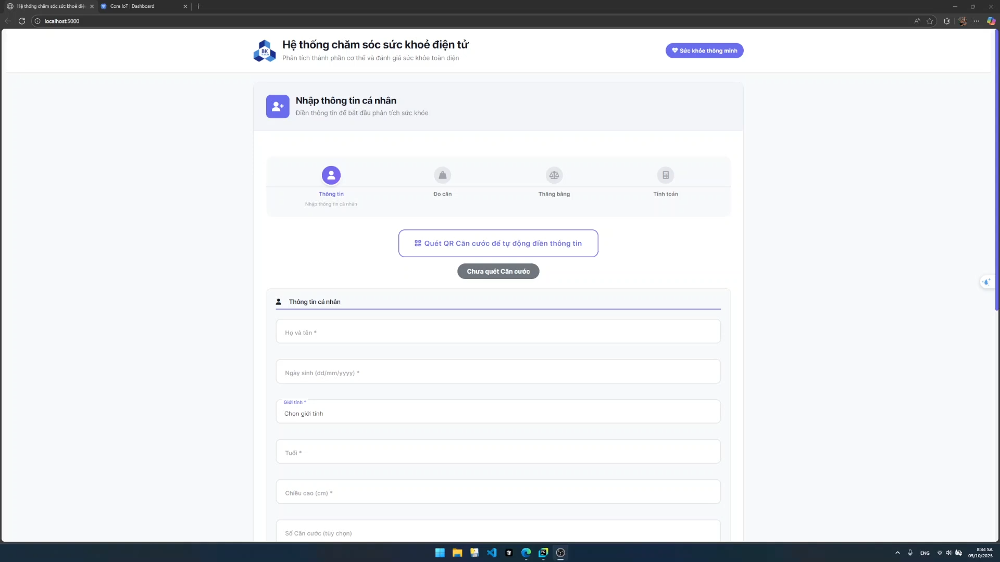 Hệ thống chăm sóc sức khoẻ điệ
Core IoT | Dashboard
localhost:5000
BK
Hệ thống chăm sóc sức khoẻ điện tử
Phân tích thành phần cơ thể và đánh giá sức khỏe toàn diện
Sức khỏe thông minh
Nhập thông tin cá nhân
Điền thông tin để bắt đầu phân tích sức khỏe
Thông tin
Nhập thông tin cá nhân
Đo cân
Thăng bằng
Tính toán
Quét QR Căn cước để tự động điền thông tin
Chưa quét Căn cước
Thông tin cá nhân
Họ và tên *
Ngày sinh (dd/mm/yyyy) *
Giới tính *
Chọn giới tính
Tuổi *
Chiều cao (cm) *
Số Căn cước (tùy chọn)
ENG
8:44 SA
05/10/2025